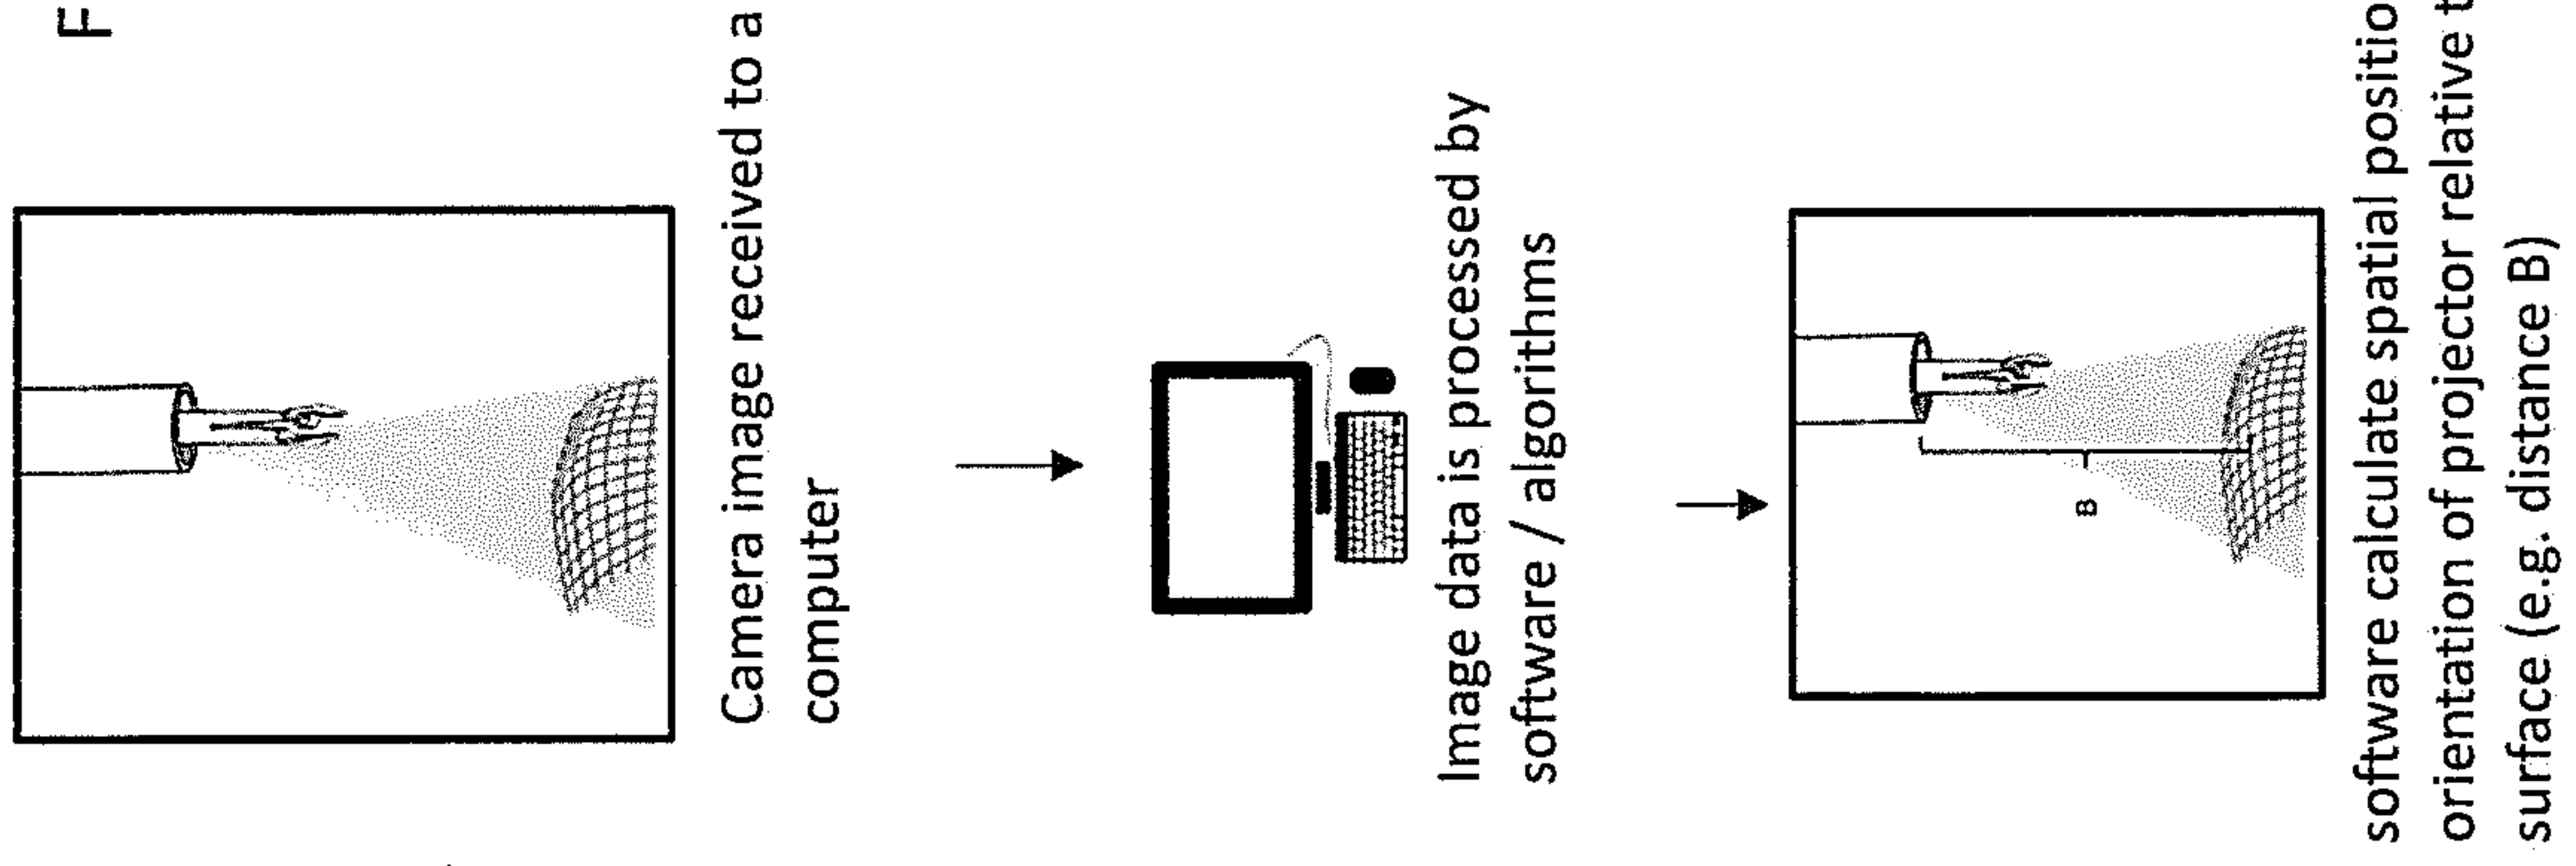 F
Camera image received to a
computer
Image data is processed by
software / algorithms
B
software calculate spatial positio
orientation of projector relative t
surface (e.g. distance B)